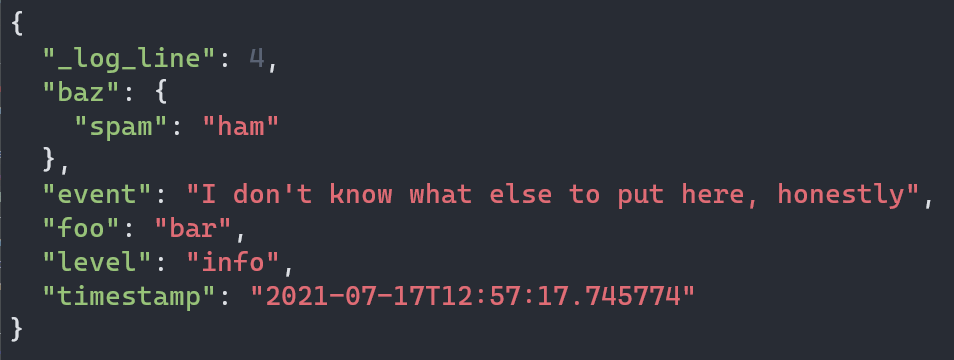 {
  "_log_line": 4,
  "baz": {
    "spam": "ham"
  },
  "event": "I don't know what else to put here, honestly",
  "foo": "bar",
  "level": "info",
  "timestamp": "2021-07-17T12:57:17.745774"
}